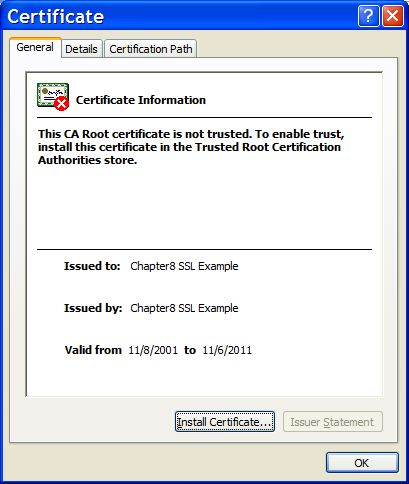 Certificate
General Details Certification Path
Certificate Information
This CA Root certificate is not trusted. To enable trust,
install this certificate in the Trusted Root Certification
Authorities store.
Issued to: Chapter8 SSL Example
Issued by: Chapter8 SSL Example
Valid from 11/8/2001 to 11/6/2011
Install Certificate... Issuer Statement
OK